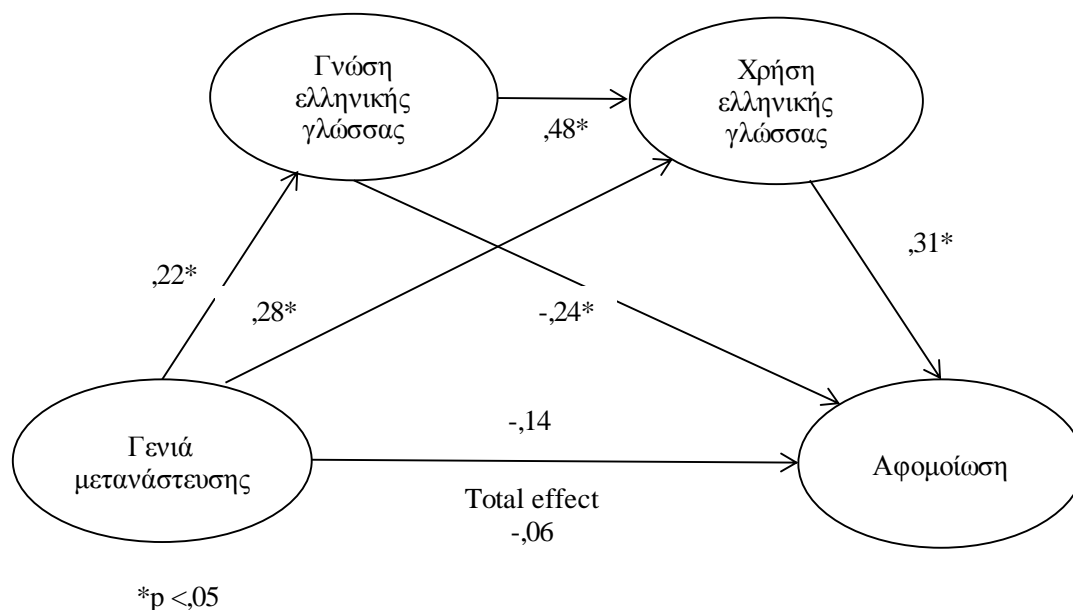 Γνώση
ελληνικής
γλώσσας
Χρήση
ελληνικής
γλώσσας
,48*
,22*
,28*
-,24*
,31*
Γενιά
μετανάστευσης
-,14
Total effect
-,06
Αφομοίωση
*p <,05